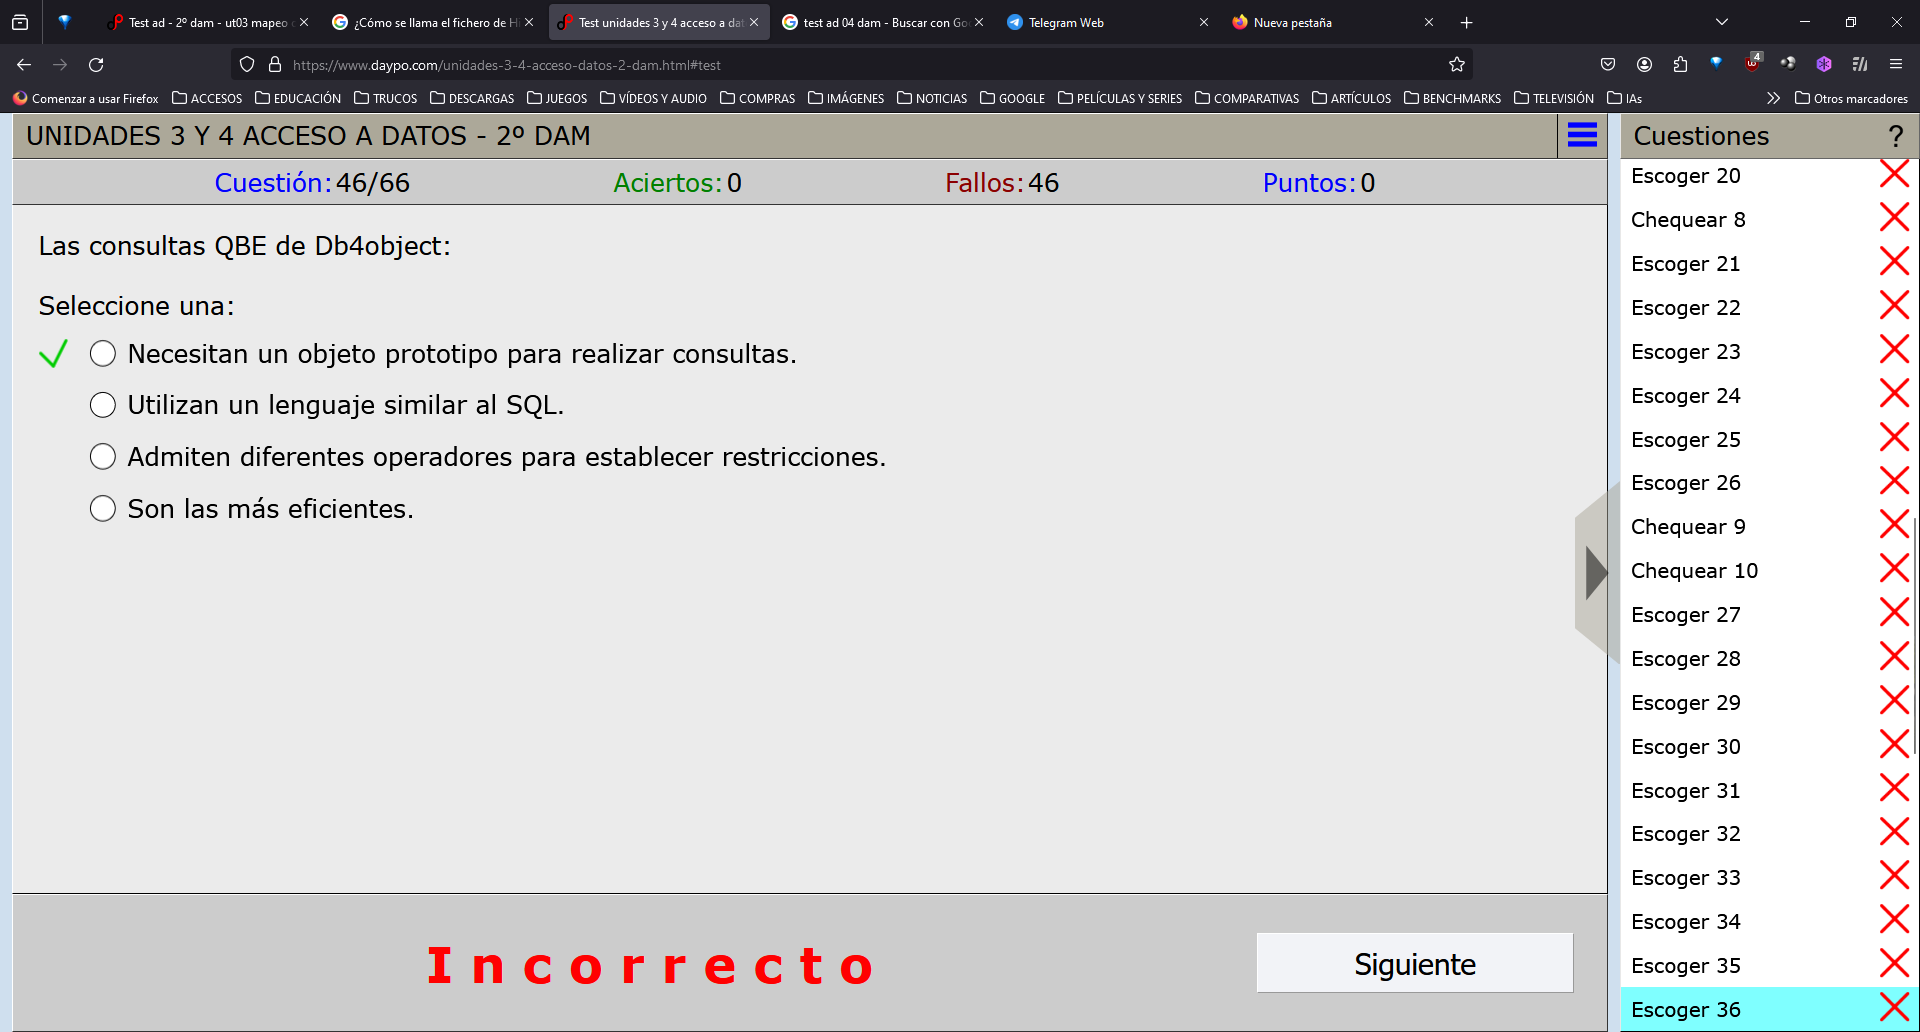 Test ad - 2º dam - ut03 mapeo
¿Cómo se llama el fichero de Hi
Test unidades 3 y 4 acceso a dat
test ad 04 dam - Buscar con Go
Telegram Web
Nueva pestaña
https://www.daypo.com/unidades-3-4-acceso-datos-2-dam.html#test
4
Comenzar a usar Firefox
ACCESOS
EDUCACIÓN
TRUCOS
DESCARGAS
JUEGOS
VÍDEOS Y AUDIO
COMPRAS
IMÁGENES
NOTICIAS
GOOGLE
PELÍCULAS Y SERIES
COMPARATIVAS
ARTÍCULOS
BENCHMARKS
TELEVISIÓN
IAs
Otros marcadores
UNIDADES 3 Y 4 ACCESO A DATOS - 2º DAM
Cuestión: 46/66
Aciertos: 0
Fallos: 46
Puntos: 0
Las consultas QBE de Db4object:
Seleccione una:
Necesitan un objeto prototipo para realizar consultas.
Utilizan un lenguaje similar al SQL.
Admiten diferentes operadores para establecer restricciones.
Son las más eficientes.
Incorrecto
Siguiente
Cuestiones ?
Escoger 20
Chequear 8
Escoger 21
Escoger 22
Escoger 23
Escoger 24
Escoger 25
Escoger 26
Chequear 9
Chequear 10
Escoger 27
Escoger 28
Escoger 29
Escoger 30
Escoger 31
Escoger 32
Escoger 33
Escoger 34
Escoger 35
Escoger 36